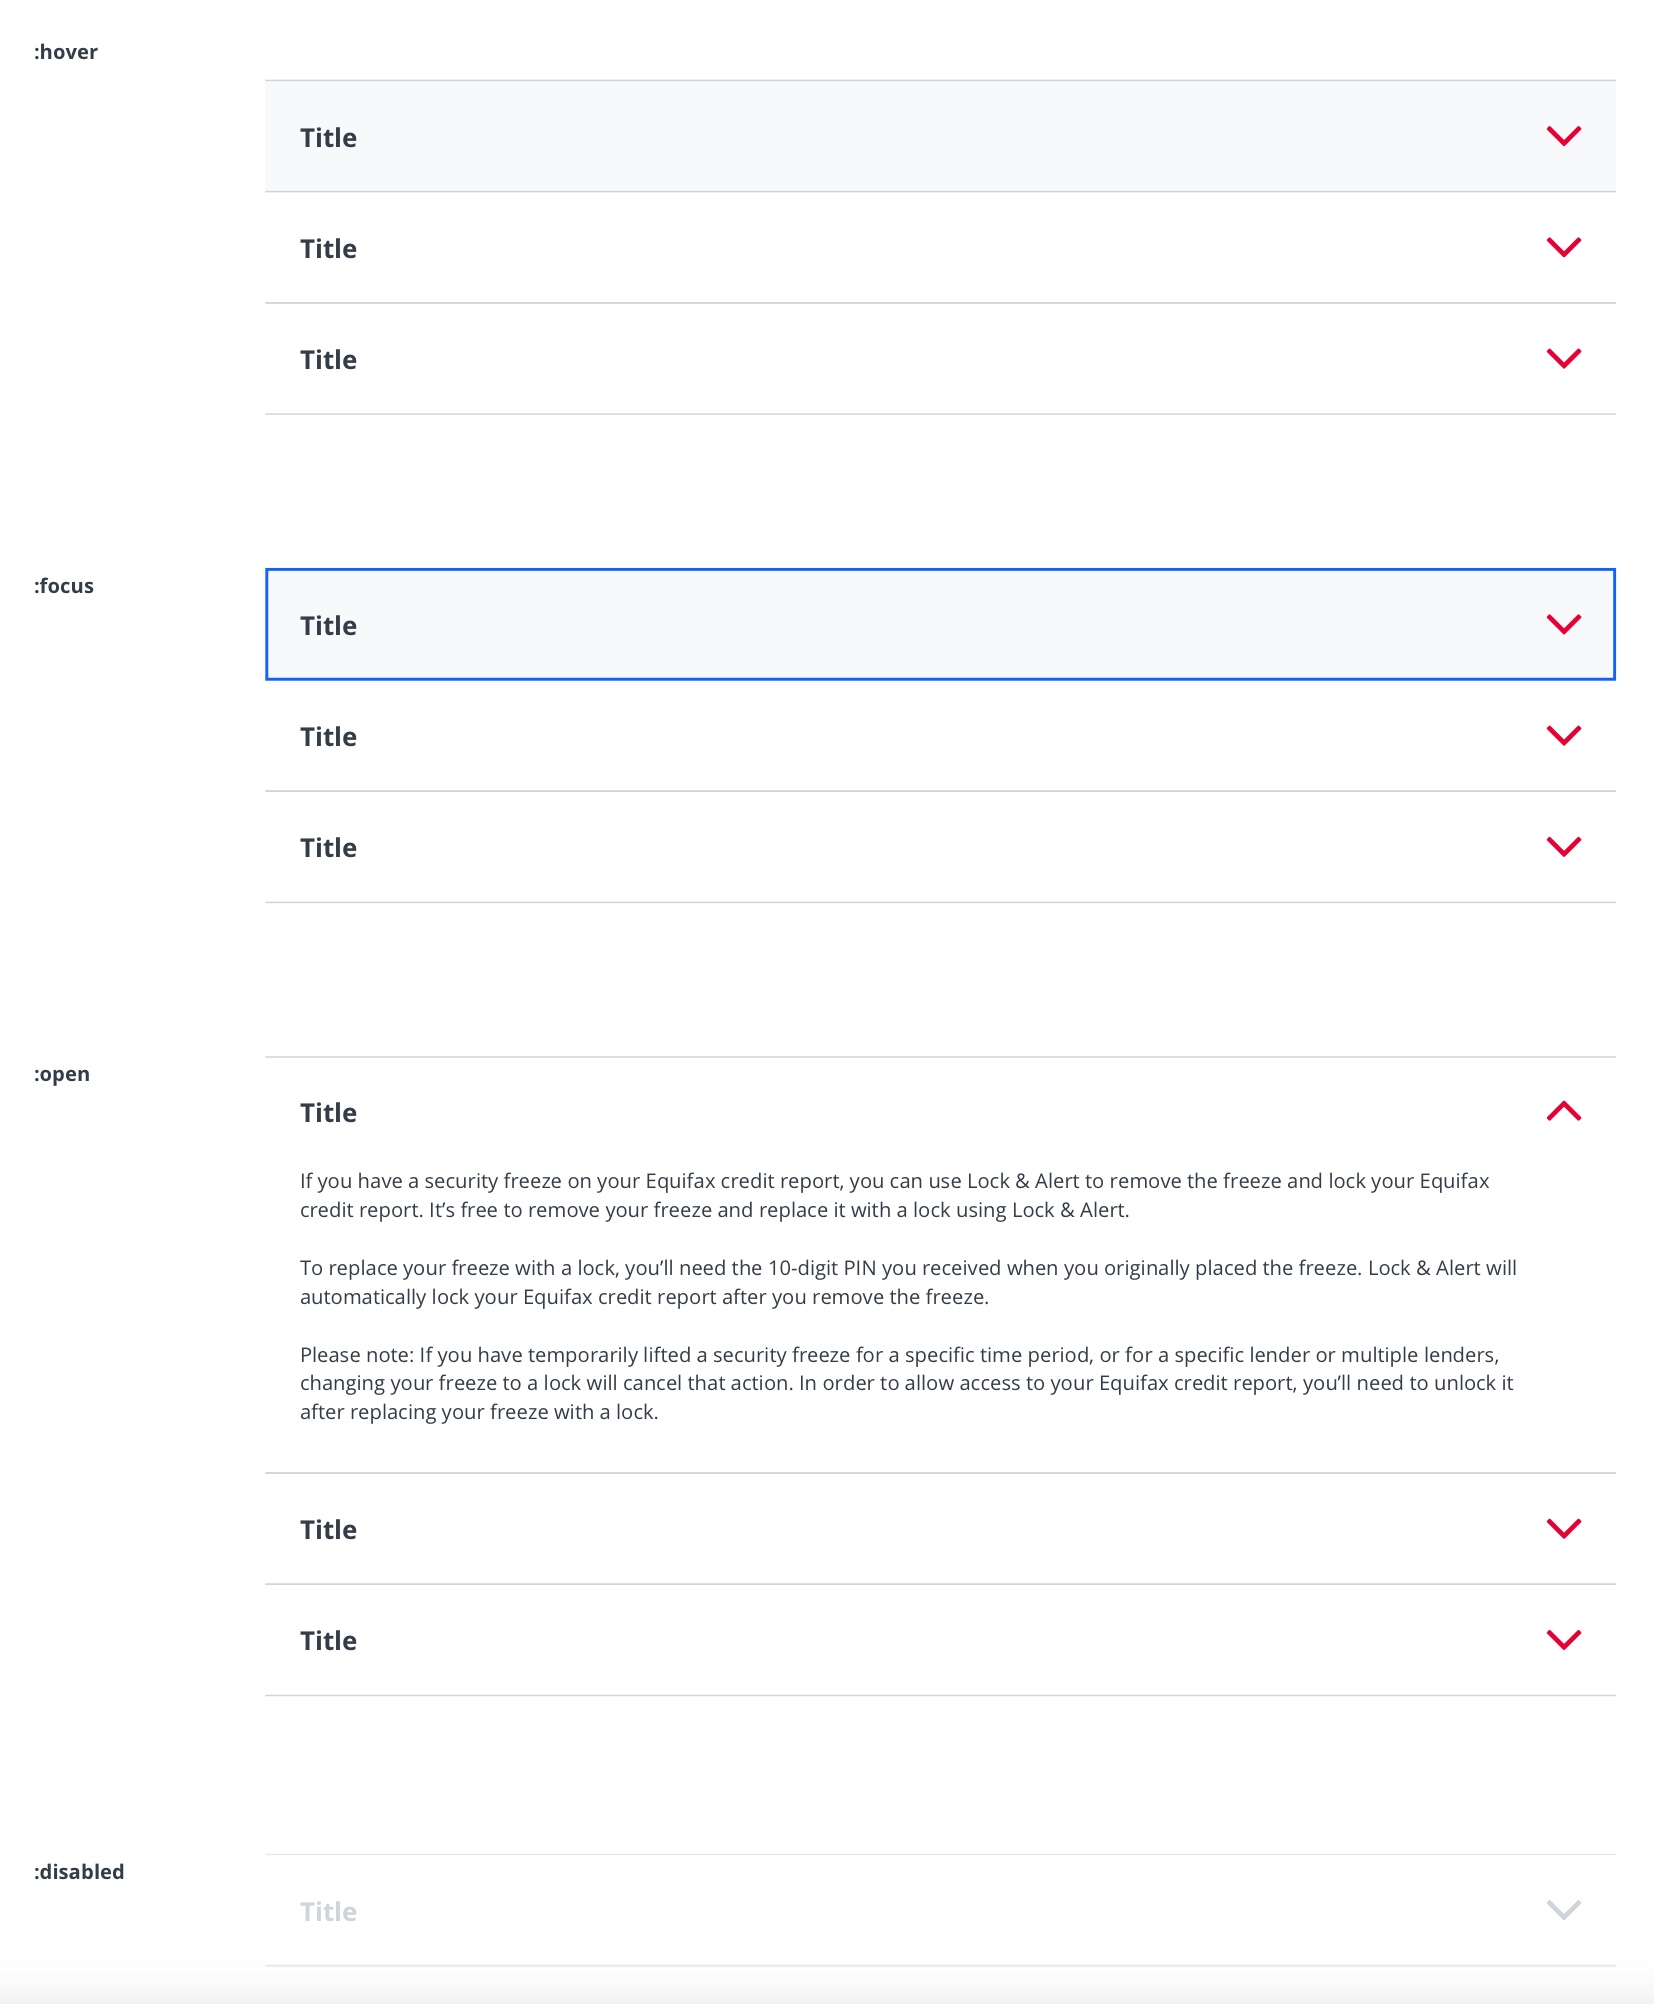 :hover
Title
Title
Title
:focus
Title
Title
Title
:open
Title
If you have a security freeze on your Equifax credit report, you can use Lock & Alert to remove the freeze and lock your Equifax
credit report. It’s free to remove your freeze and replace it with a lock using Lock & Alert.
To replace your freeze with a lock, you’ll need the 10-digit PIN you received when you originally placed the freeze. Lock & Alert will
automatically lock your Equifax credit report after you remove the freeze.
Please note: If you have temporarily lifted a security freeze for a specific time period, or for a specific lender or multiple lenders,
changing your freeze to a lock will cancel that action. In order to allow access to your Equifax credit report, you’ll need to unlock it
after replacing your freeze with a lock.
Title
Title
:disabled
Title